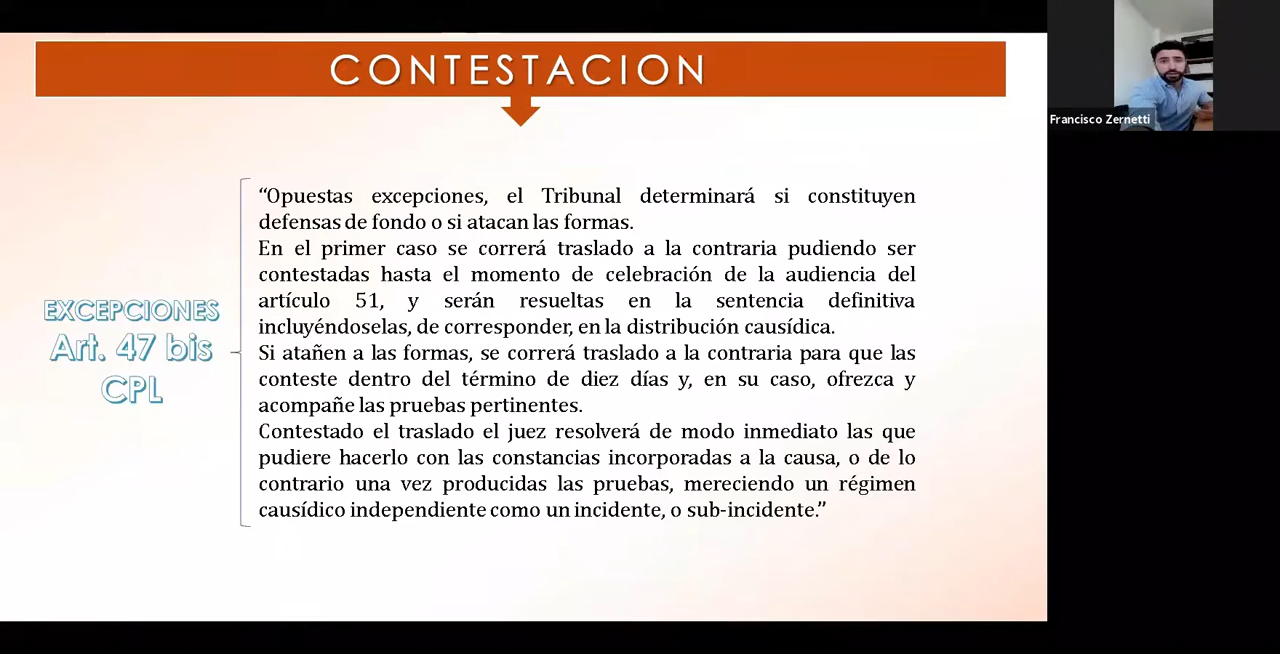 CONTESTACION
Francisco Zernetti
EXCEPCIONES
Art. 47 bis
CPL
“Opuestas excepciones, el Tribunal determinará si constituyen
defensas de fondo o si atacan las formas.
En el primer caso se correrá traslado a la contraria pudiendo ser
contestadas hasta el momento de celebración de la audiencia del
artículo 51, y serán resueltas en la sentencia definitiva
incluyéndoselas, de corresponder, en la distribución causídica.
Si atañen a las formas, se correrá traslado a la contraria para que las
conteste dentro del término de diez días y, en su caso, ofrezca y
acompañe las pruebas pertinentes.
Contestado el traslado el juez resolverá de modo inmediato las que
pudiere hacerlo con las constancias incorporadas a la causa, o de lo
contrario una vez producidas las pruebas, mereciendo un régimen
causídico independiente como un incidente, o sub-incidente.”